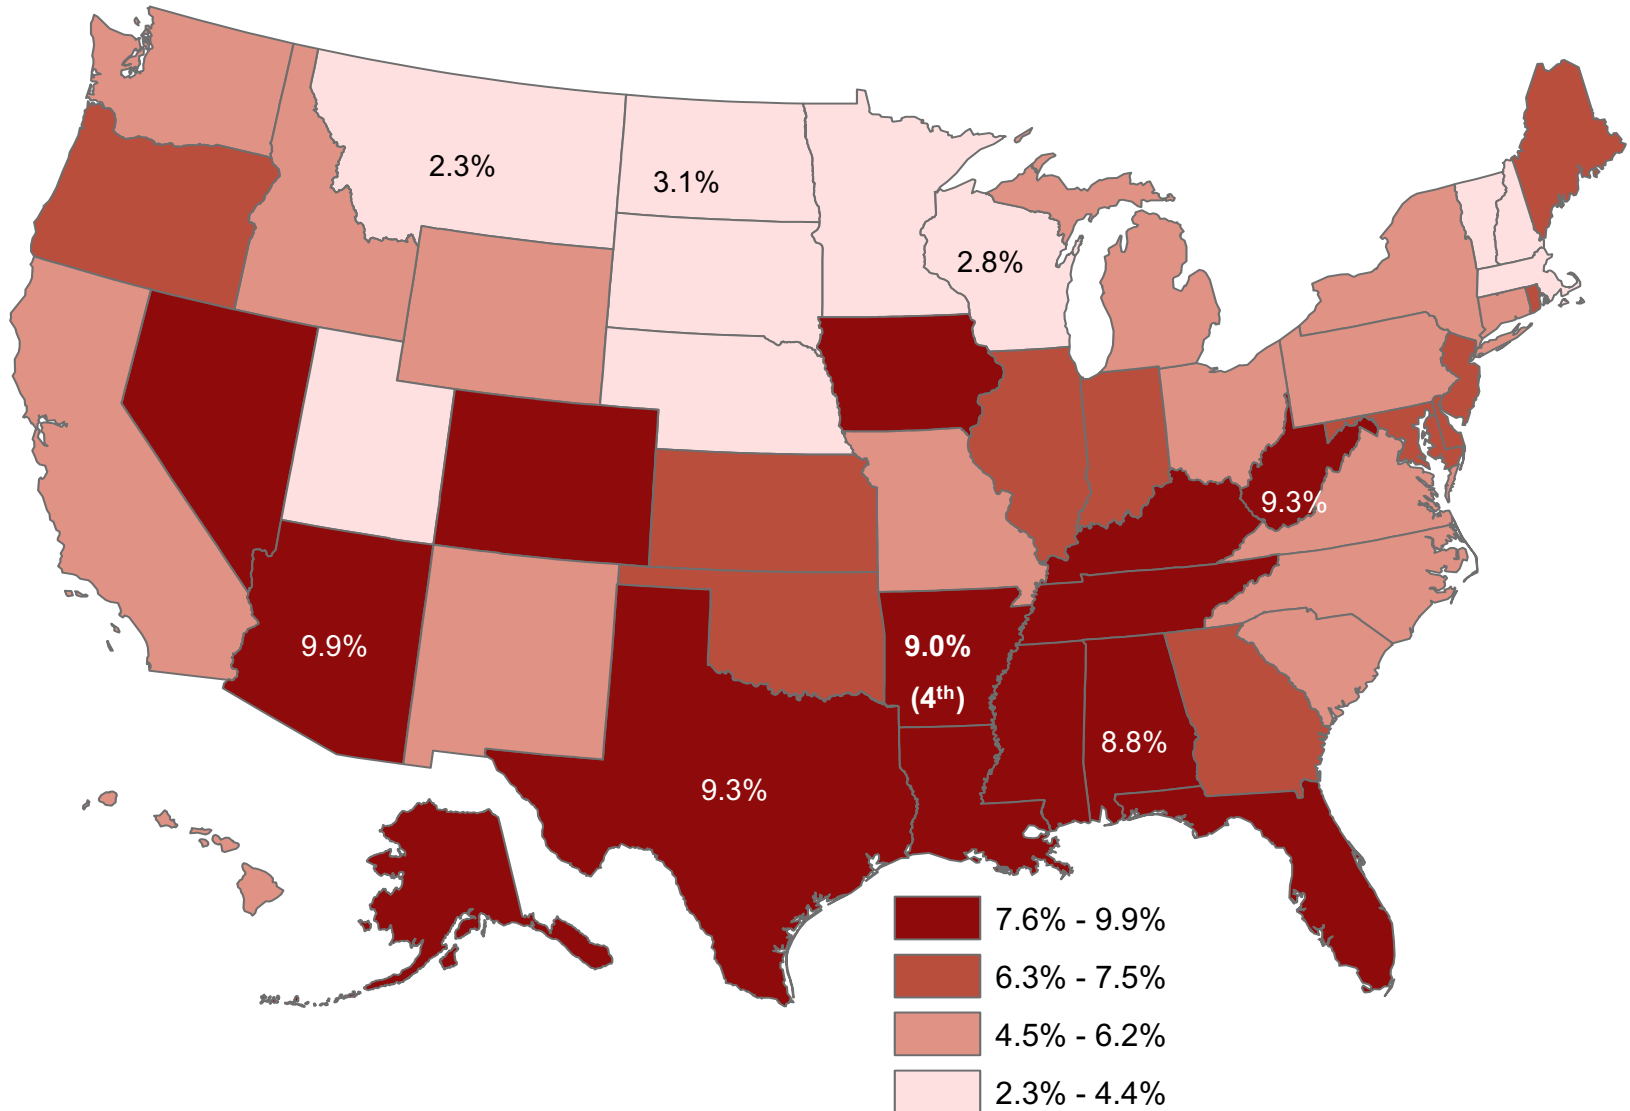 2.3%
3.1%
2.8%
9.3%
9.9%
9.0%
(4th)
8.8%
9.3%
7.6% - 9.9%
6.3% - 7.5%
4.5% - 6.2%
2.3% - 4.4%